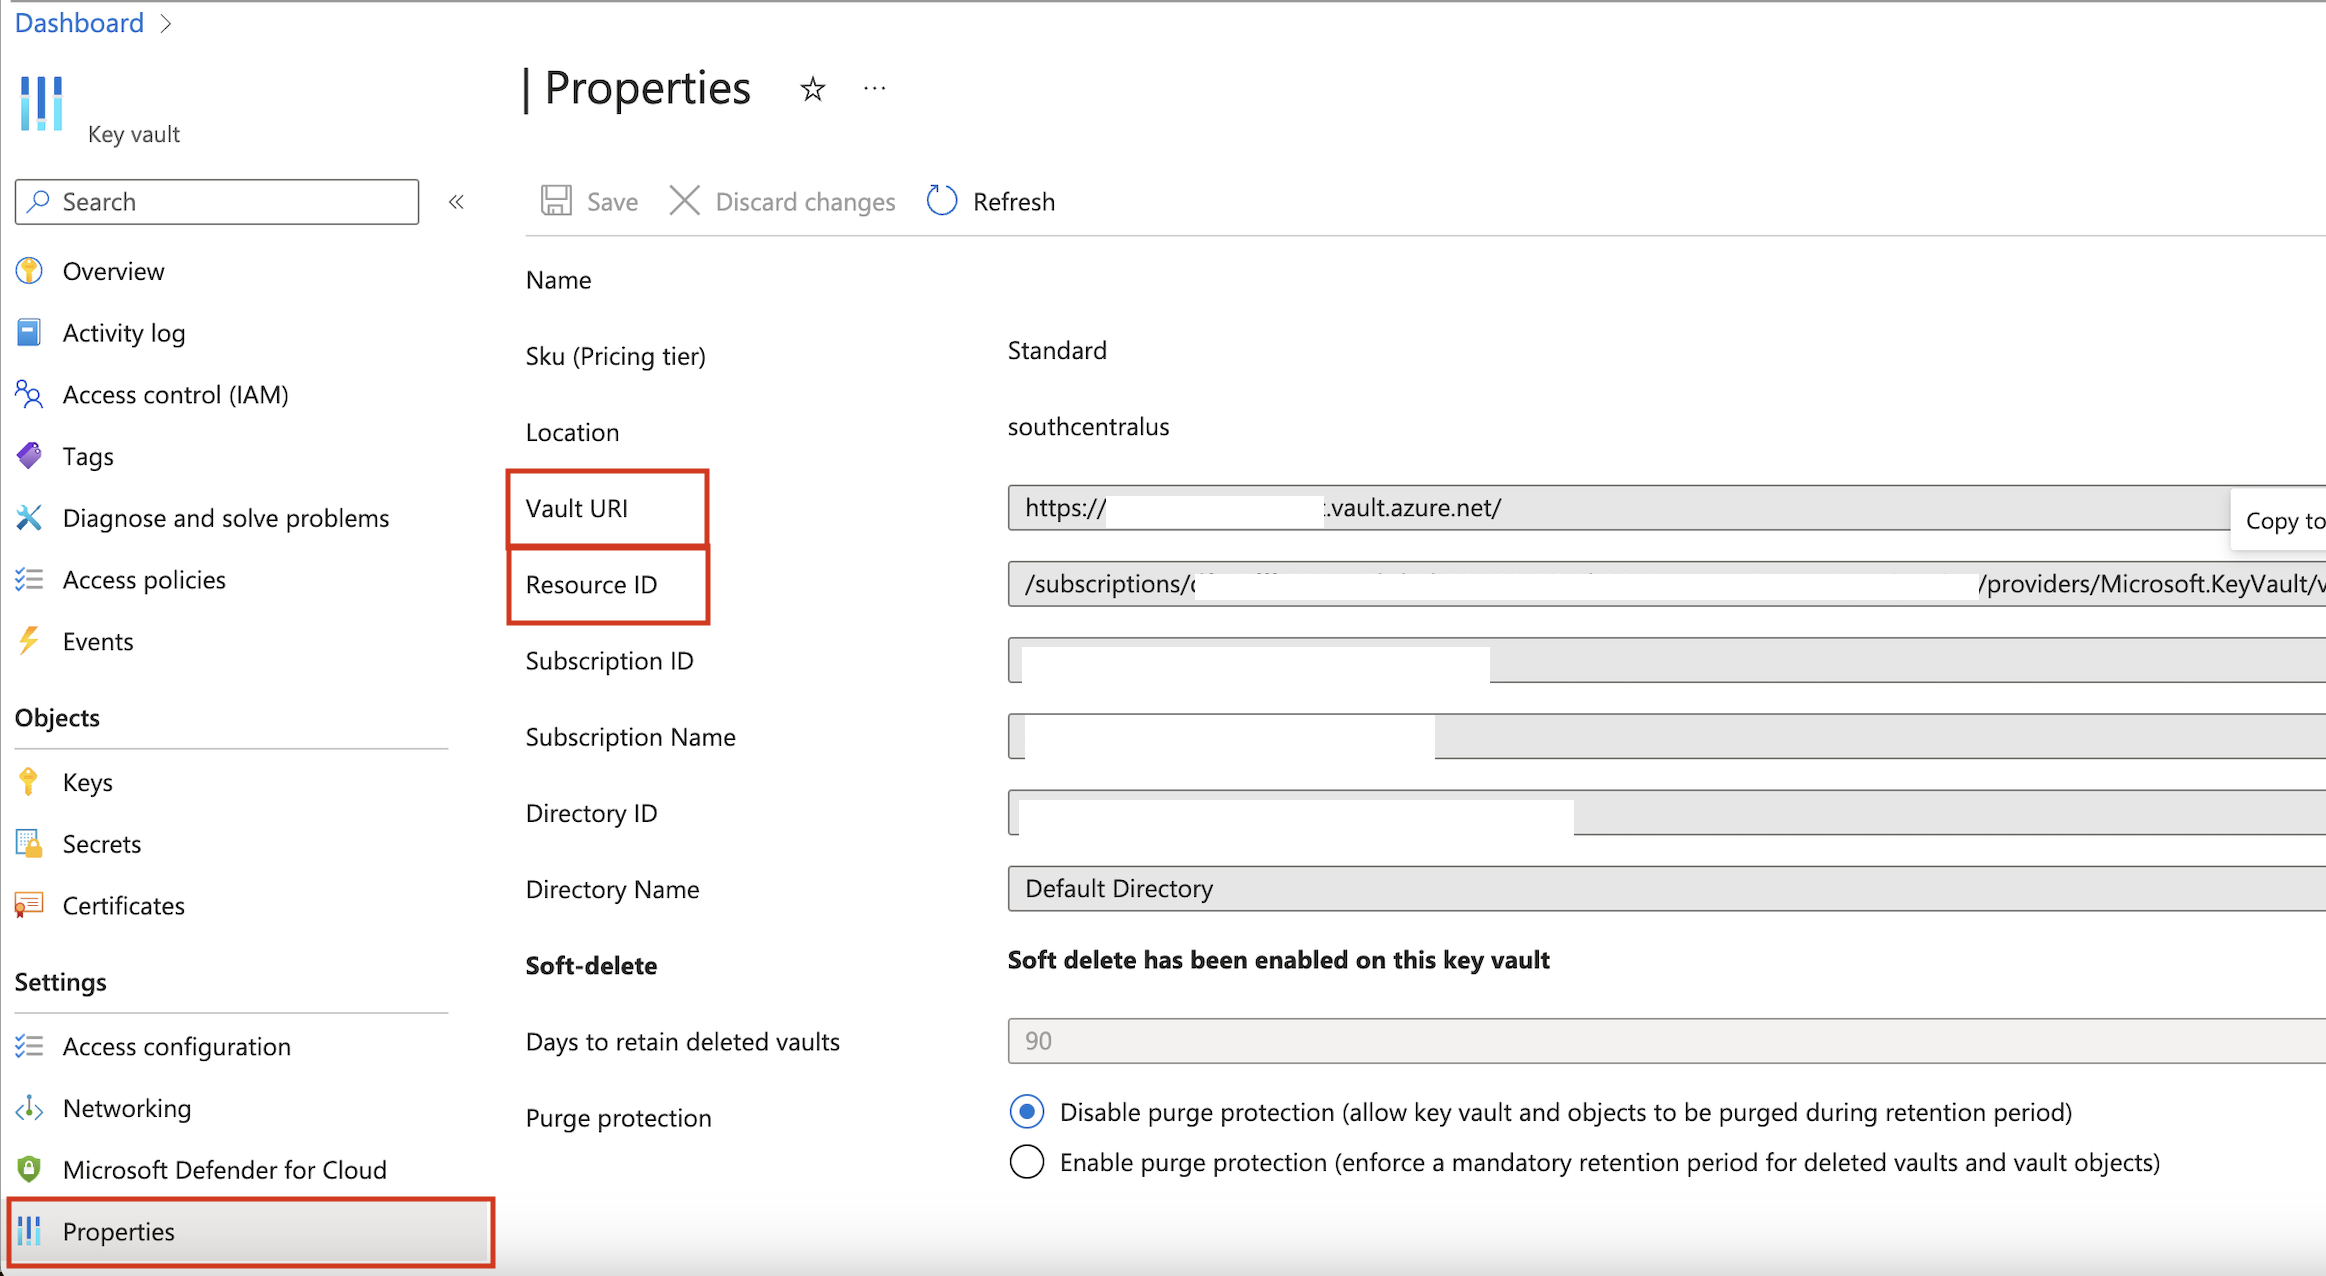 Dashboard
| Properties
Key vault
Search
Save Discard changes Refresh
Overview
Activity log
Access control (IAM)
Tags
Diagnose and solve problems
Access policies
Events
Objects
Keys
Secrets
Certificates
Settings
Access configuration
Networking
Microsoft Defender for Cloud
Properties
Name
Sku (Pricing tier) Standard
Location southcentralus
Vault URI https:// .vault.azure.net/
Copy to
Resource ID /subscriptions/ /providers/Microsoft.KeyVault/v
Subscription ID
Subscription Name
Directory ID
Directory Name Default Directory
Soft-delete Soft delete has been enabled on this key vault
Days to retain deleted vaults 90
Purge protection Disable purge protection (allow key vault and objects to be purged during retention period)
Enable purge protection (enforce a mandatory retention period for deleted vaults and vault objects)